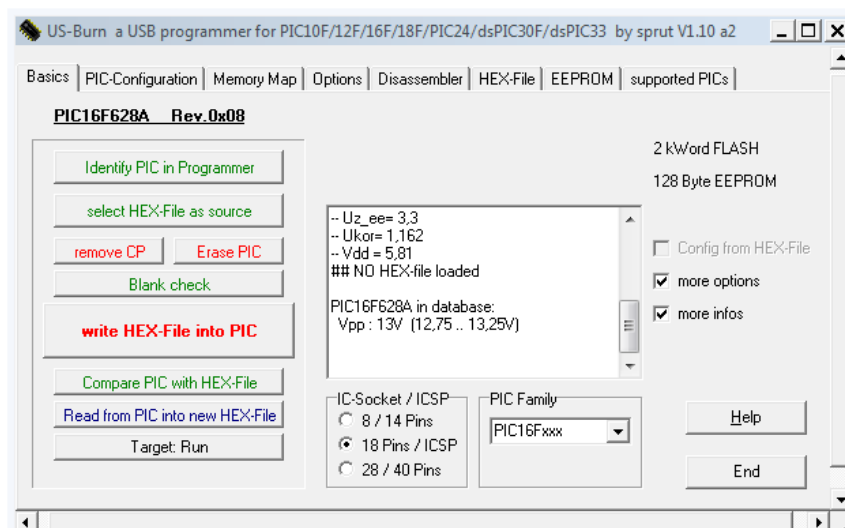 US-Burn a USB programmer for PIC10F/12F/16F/18F/PIC24/dsPIC30F/dsPIC33 by sprut V1.10 a2
Basics PIC-Configuration Memory Map Options Disassembler HEX-File EEPROM supported PICs
PIC16F628A Rev.0x08
Identify PIC in Programmer
select HEX-File as source
remove CP Erase PIC
Blank check
write HEX-File into PIC
Compare PIC with HEX-File
Read from PIC into new HEX-File
Target: Run
-- Uz_ee= 3,3
-- Ukor= 1,162
-- Vdd = 5,81
## NO HEX-file loaded
PIC16F628A in database:
Vpp : 13V (12,75 .. 13,25V)
IC-Socket / ICSP
8 / 14 Pins
18 Pins / ICSP
28 / 40 Pins
PIC Family
PIC16Fxxx
2 kWord FLASH
128 Byte EEPROM
Config from HEX-File
more options
more infos
Help
End